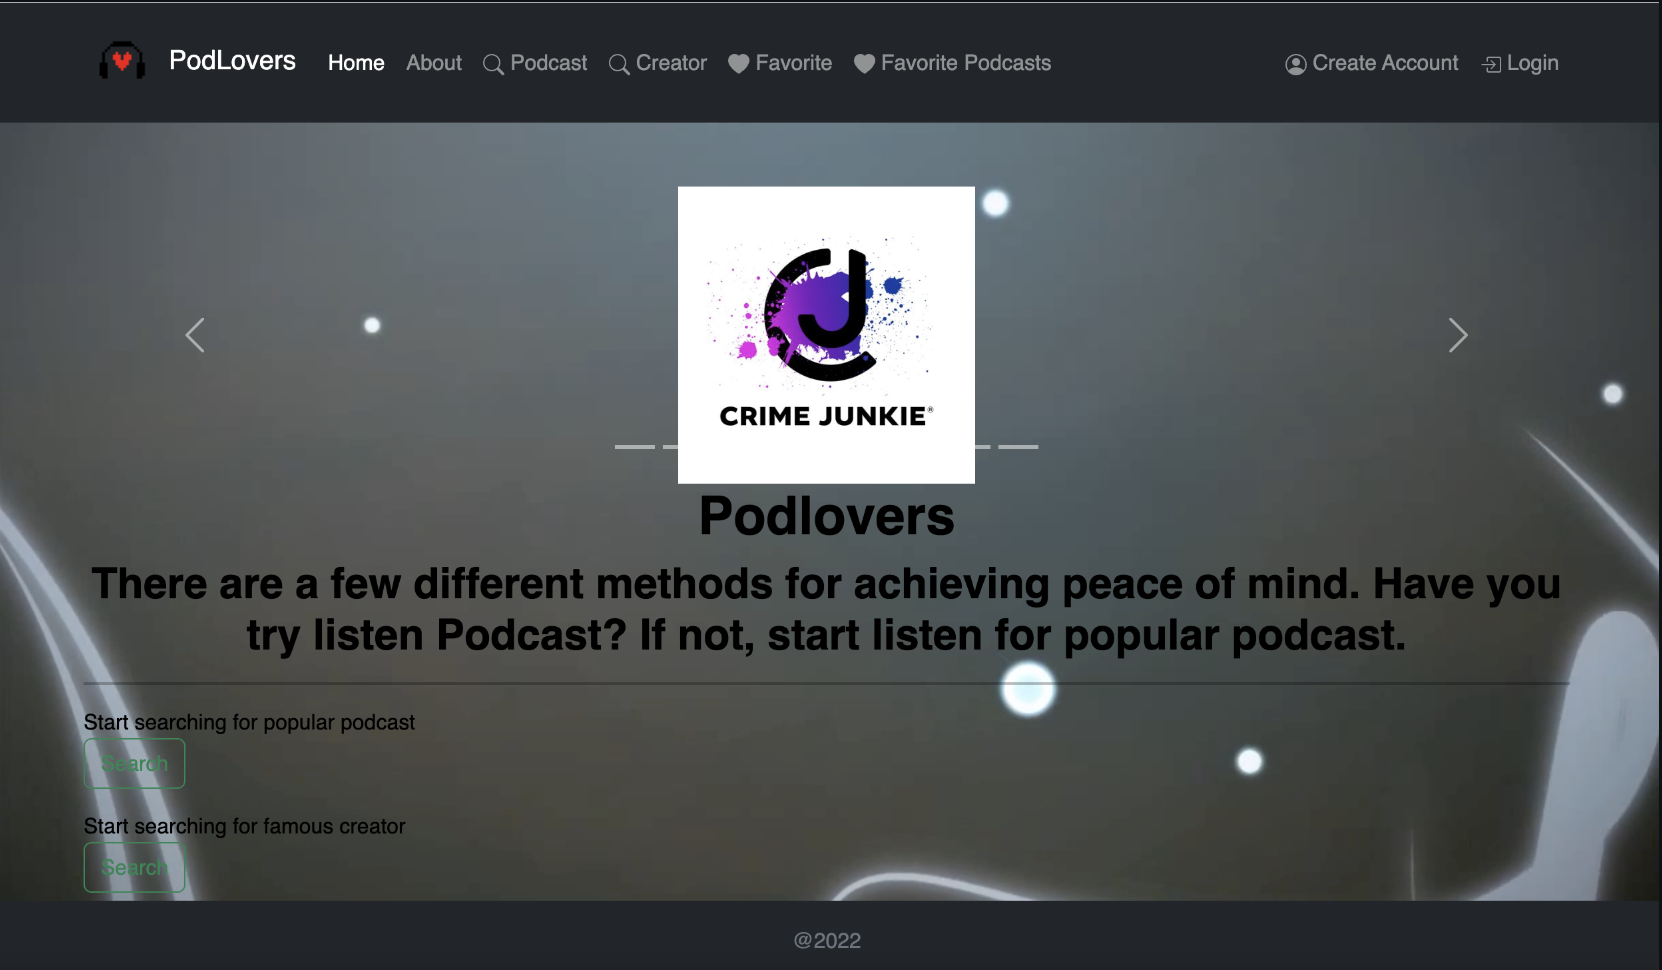 PodLovers Home About Podcast Creator Favorite Favorite Podcasts Create Account Login
CRIME JUNKIE®
Podlovers
There are a few different methods for achieving peace of mind. Have you
try listen Podcast? If not, start listen for popular podcast.
Start searching for popular podcast
Search
Start searching for famous creator
Search
@2022